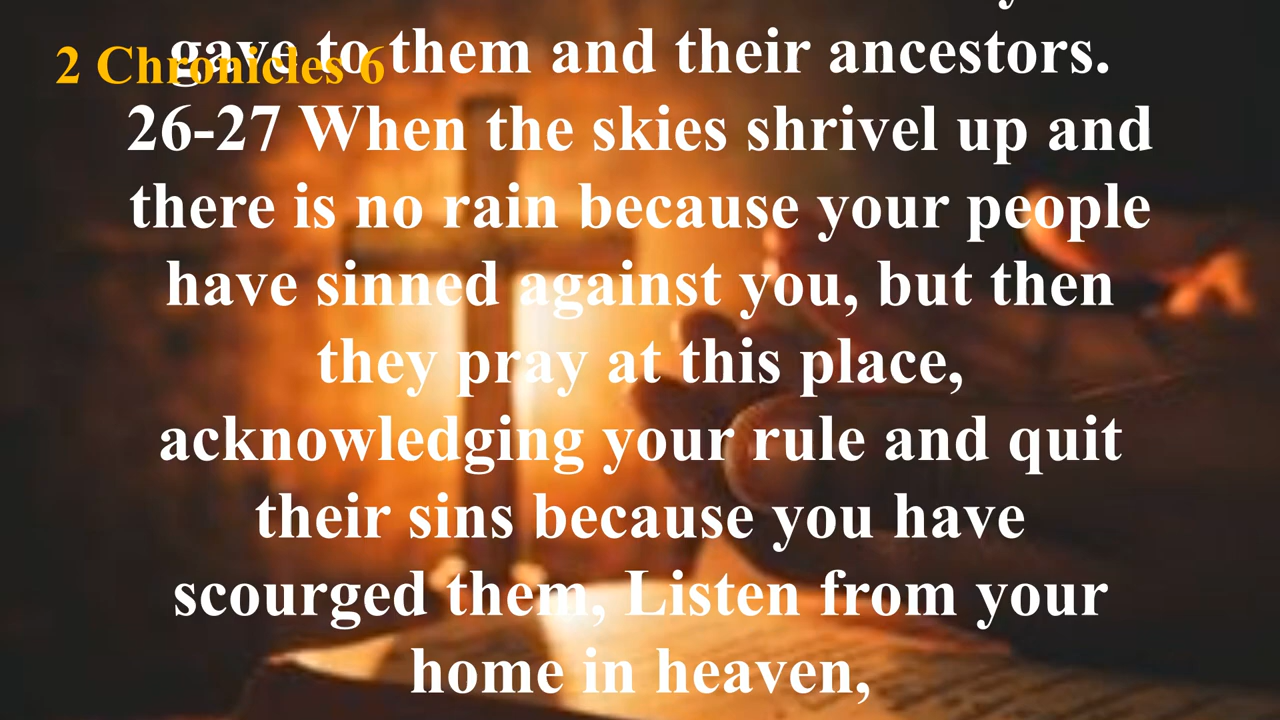 2 Chronicles 6
gave to them and their ancestors.
26-27 When the skies shrivel up and
there is no rain because your people
have sinned against you, but then
they pray at this place,
acknowledging your rule and quit
their sins because you have
scourged them, Listen from your
home in heaven,